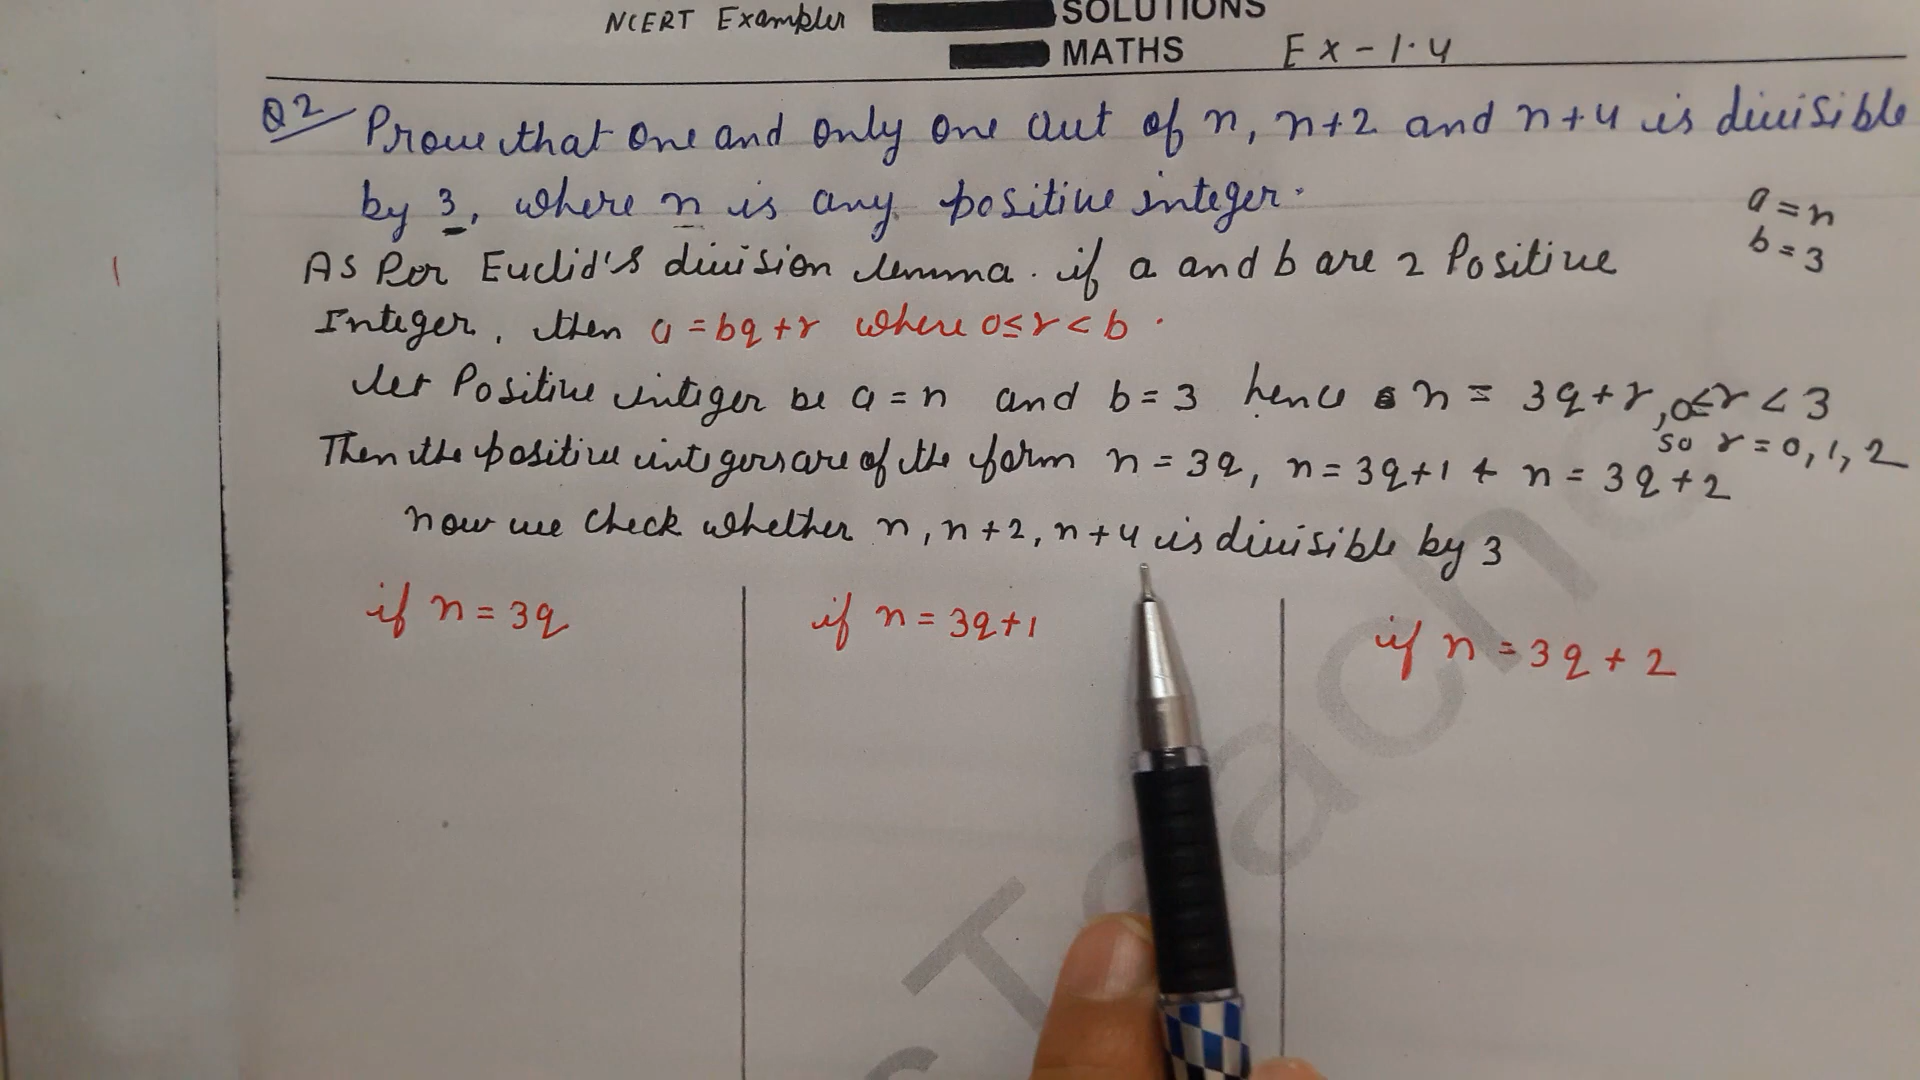 NCERT Exampler SOLUTIONS
MATHS Ex-1.4
Q2 Prove that one and only one out of n, n+2 and n+4 is divisible
by 3, where n is any positive integer.
a=n
b=3
As Per Euclid's division lemma. if a and b are 2 Positive
Integer, then a=bq+r where 0≤r<b.
let Positive integer be a=n and b=3 hence n = 3q+r, 0≤r<3
so r=0,1,2
Then the positive integers are of the form n=3q, n=3q+1 & n=3q+2
now we check whether n, n+2, n+4 is divisible by 3
if n=3q
if n=3q+1
if n=3q+2